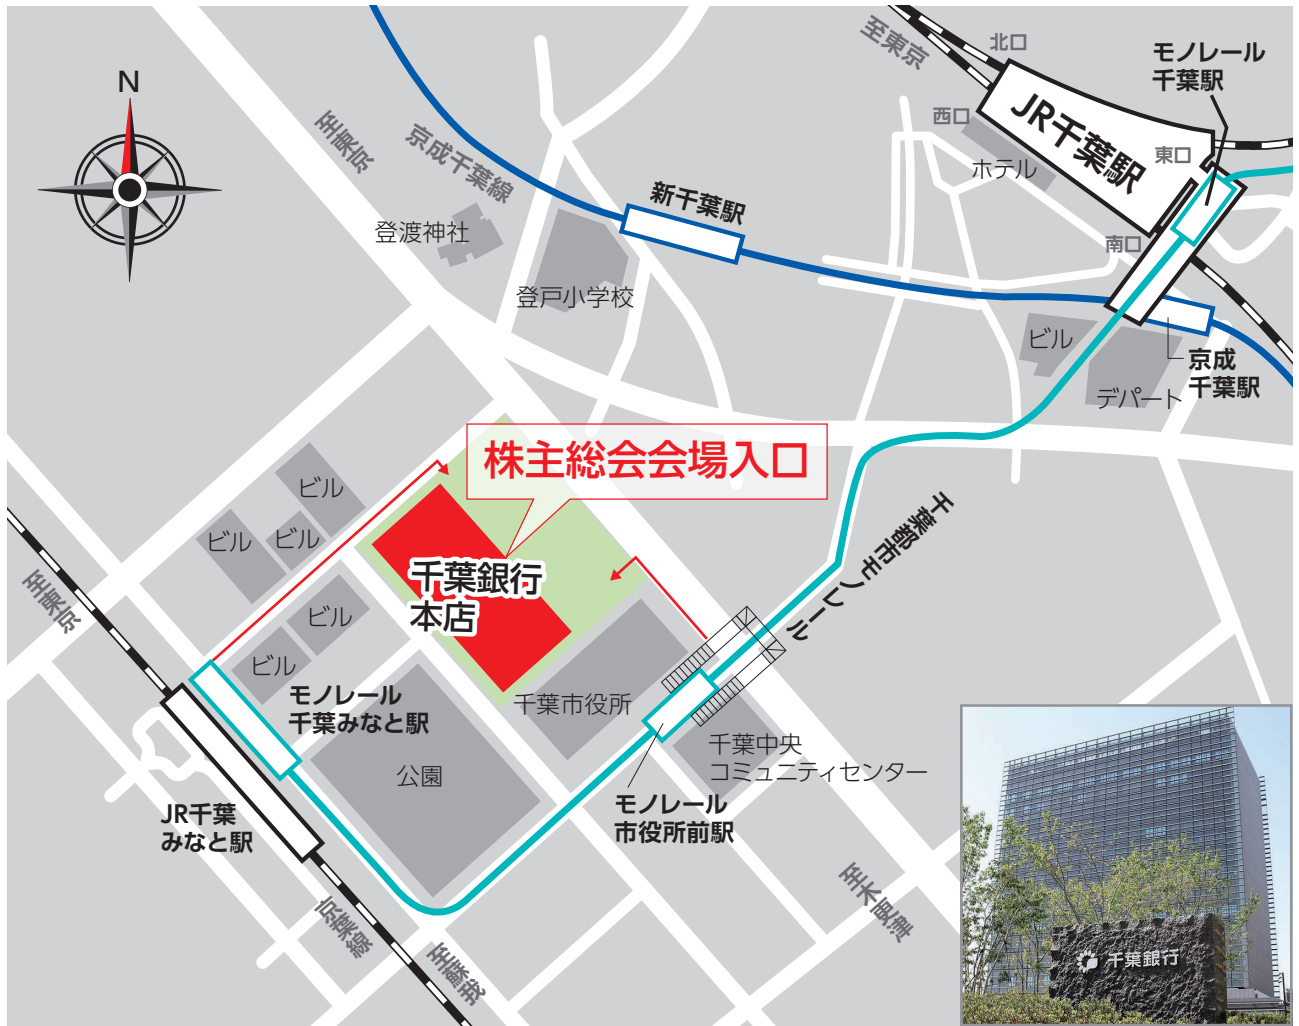 N
至東京
京成千葉線
至東京
北口
モノレール
千葉駅
西口
JR千葉駅
東口
ホテル
新千葉駅
登渡神社
南口
登戸小学校
ビル
京成
千葉駅
デパート
株主総会会場入口
ビル
ビル
ビル
千葉都市モノレール
千葉銀行
本店
至東京
ビル
ビル
モノレール
千葉みなと駅
千葉市役所
千葉中央
コミュニティセンター
公園
モノレール
市役所前駅
JR千葉
みなと駅
至木更津
京葉線
至蘇我
千葉銀行